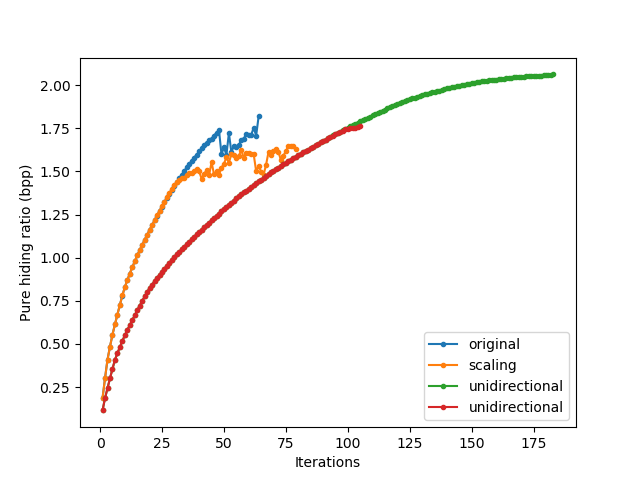 2.00
1.75
1.50
1.25
1.00
0.75
0.50
0.25
Pure hiding ratio (bpp)
0 25 50 75 100 125 150 175
Iterations
original
scaling
unidirectional
unidirectional